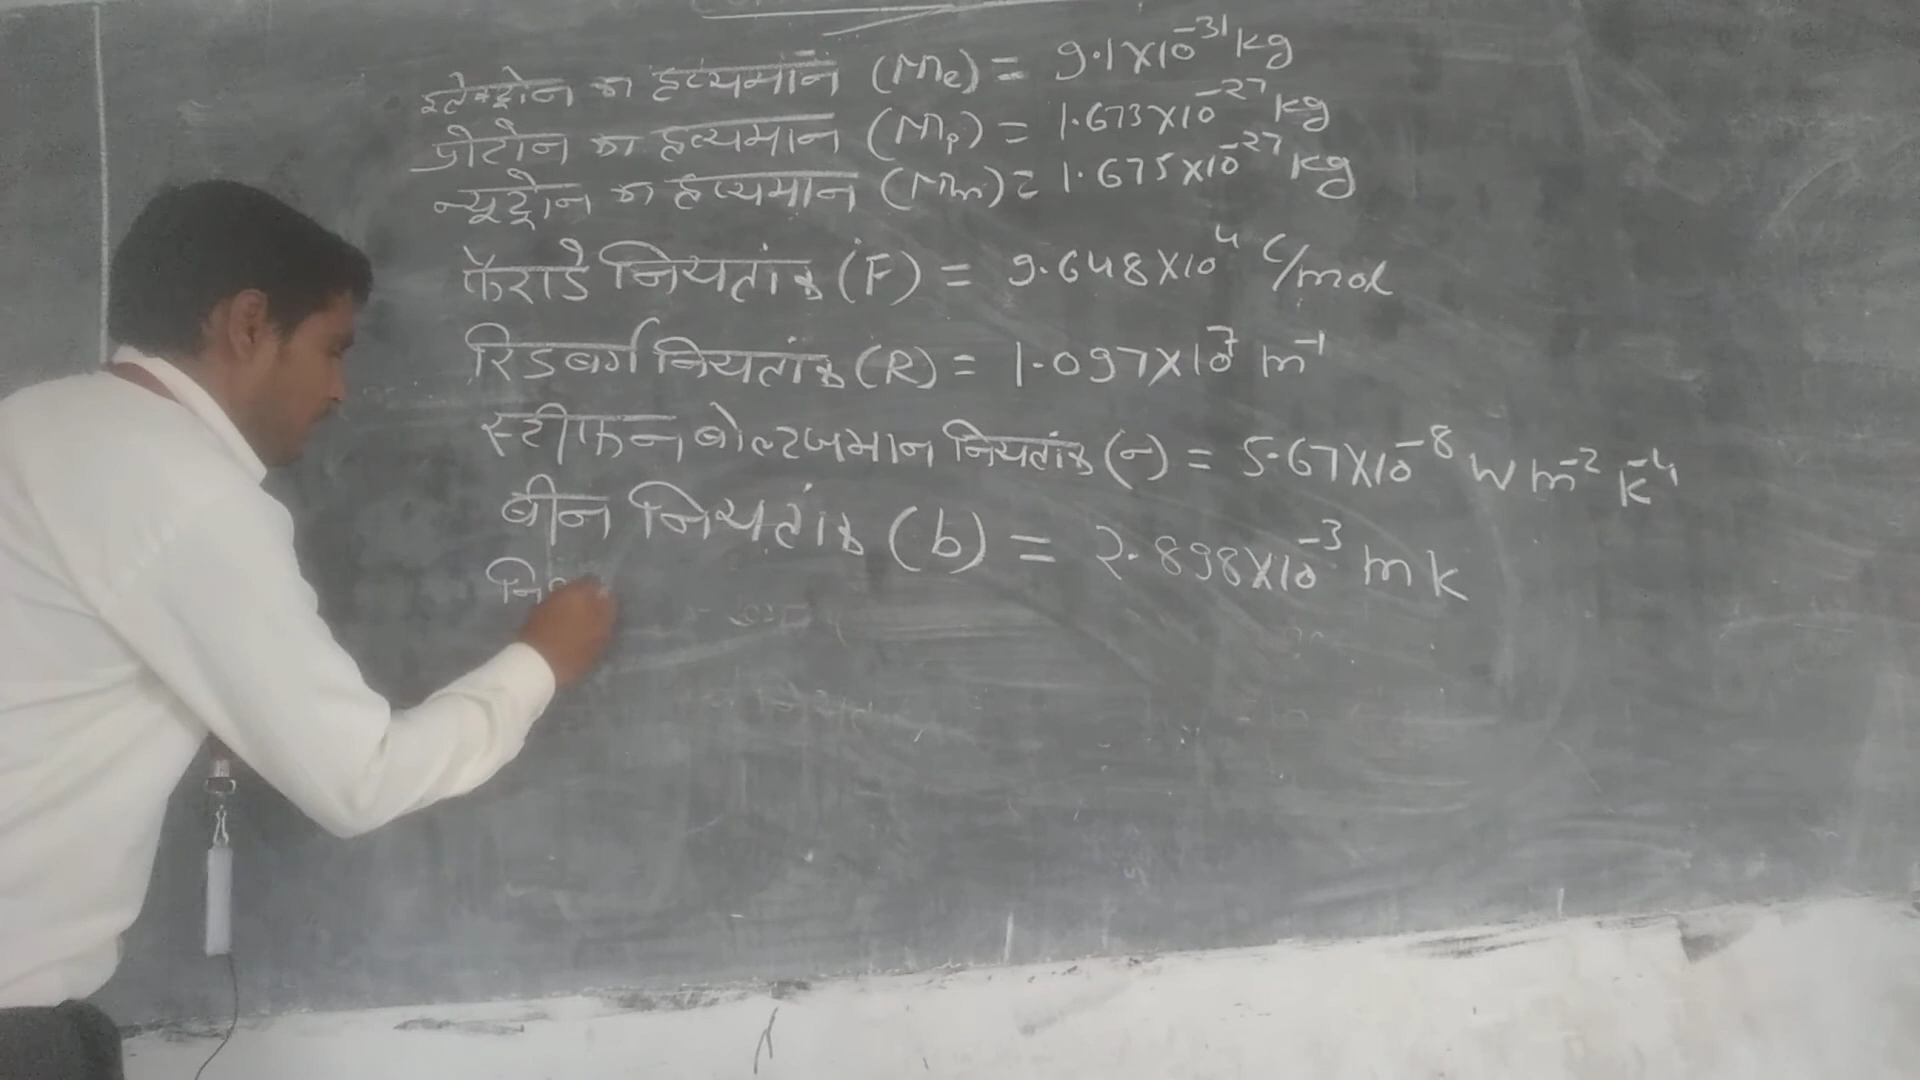 इलेक्ट्रोन का द्रव्यमान (Me) = 9.1×10⁻³¹ kg
प्रोटोन का द्रव्यमान (Mp) = 1.673×10⁻²⁷ kg
न्यूट्रोन का द्रव्यमान (Mn) = 1.675×10⁻²⁷ kg
फॅराडे नियतांक (F) = 9.648×10⁴ C/mol
रिडबर्ग नियतांक (R) = 1.097×10⁷ m⁻¹
स्टीफन बोल्टजमान नियतांक (σ) = 5.67×10⁻⁸ W m⁻² K⁻⁴
बीन नियतांक (b) = 2.898×10⁻³ m k
नि